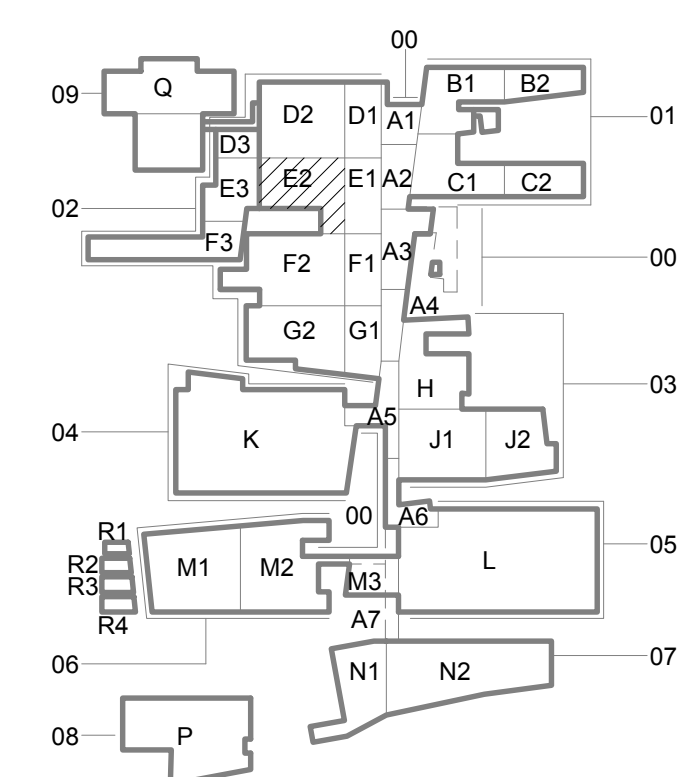 00
09 Q B1 B2
D2 D1 A1 01
D3
E3 E2 E1 A2 C1 C2
02
F3 F2 F1 A3 00
A4
G2 G1
H 03
A5
04 K J1 J2
00 A6
R1
R2 M1 M2 L 05
R3 M3
R4 A7
06 N1 N2 07
08 P